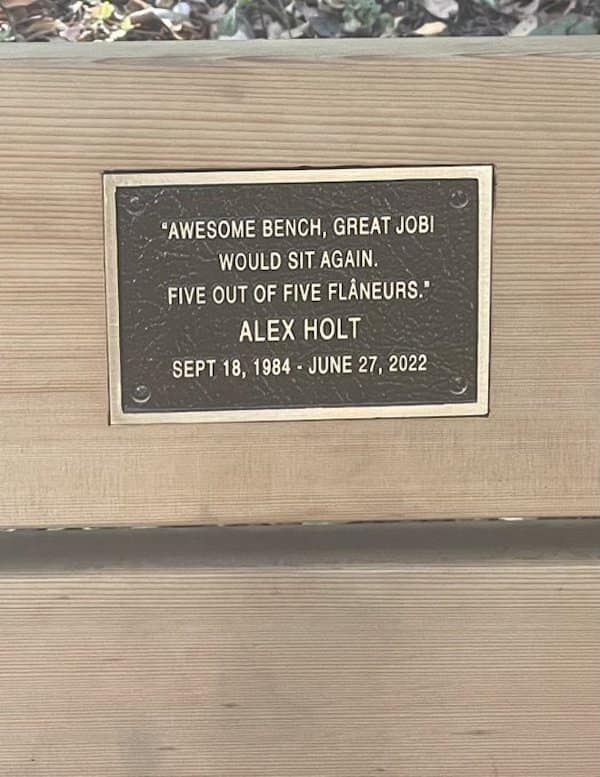 "AWESOME BENCH, GREAT JOB!
WOULD SIT AGAIN.
FIVE OUT OF FIVE FLÂNEURS."
ALEX HOLT
SEPT 18, 1984 - JUNE 27, 2022